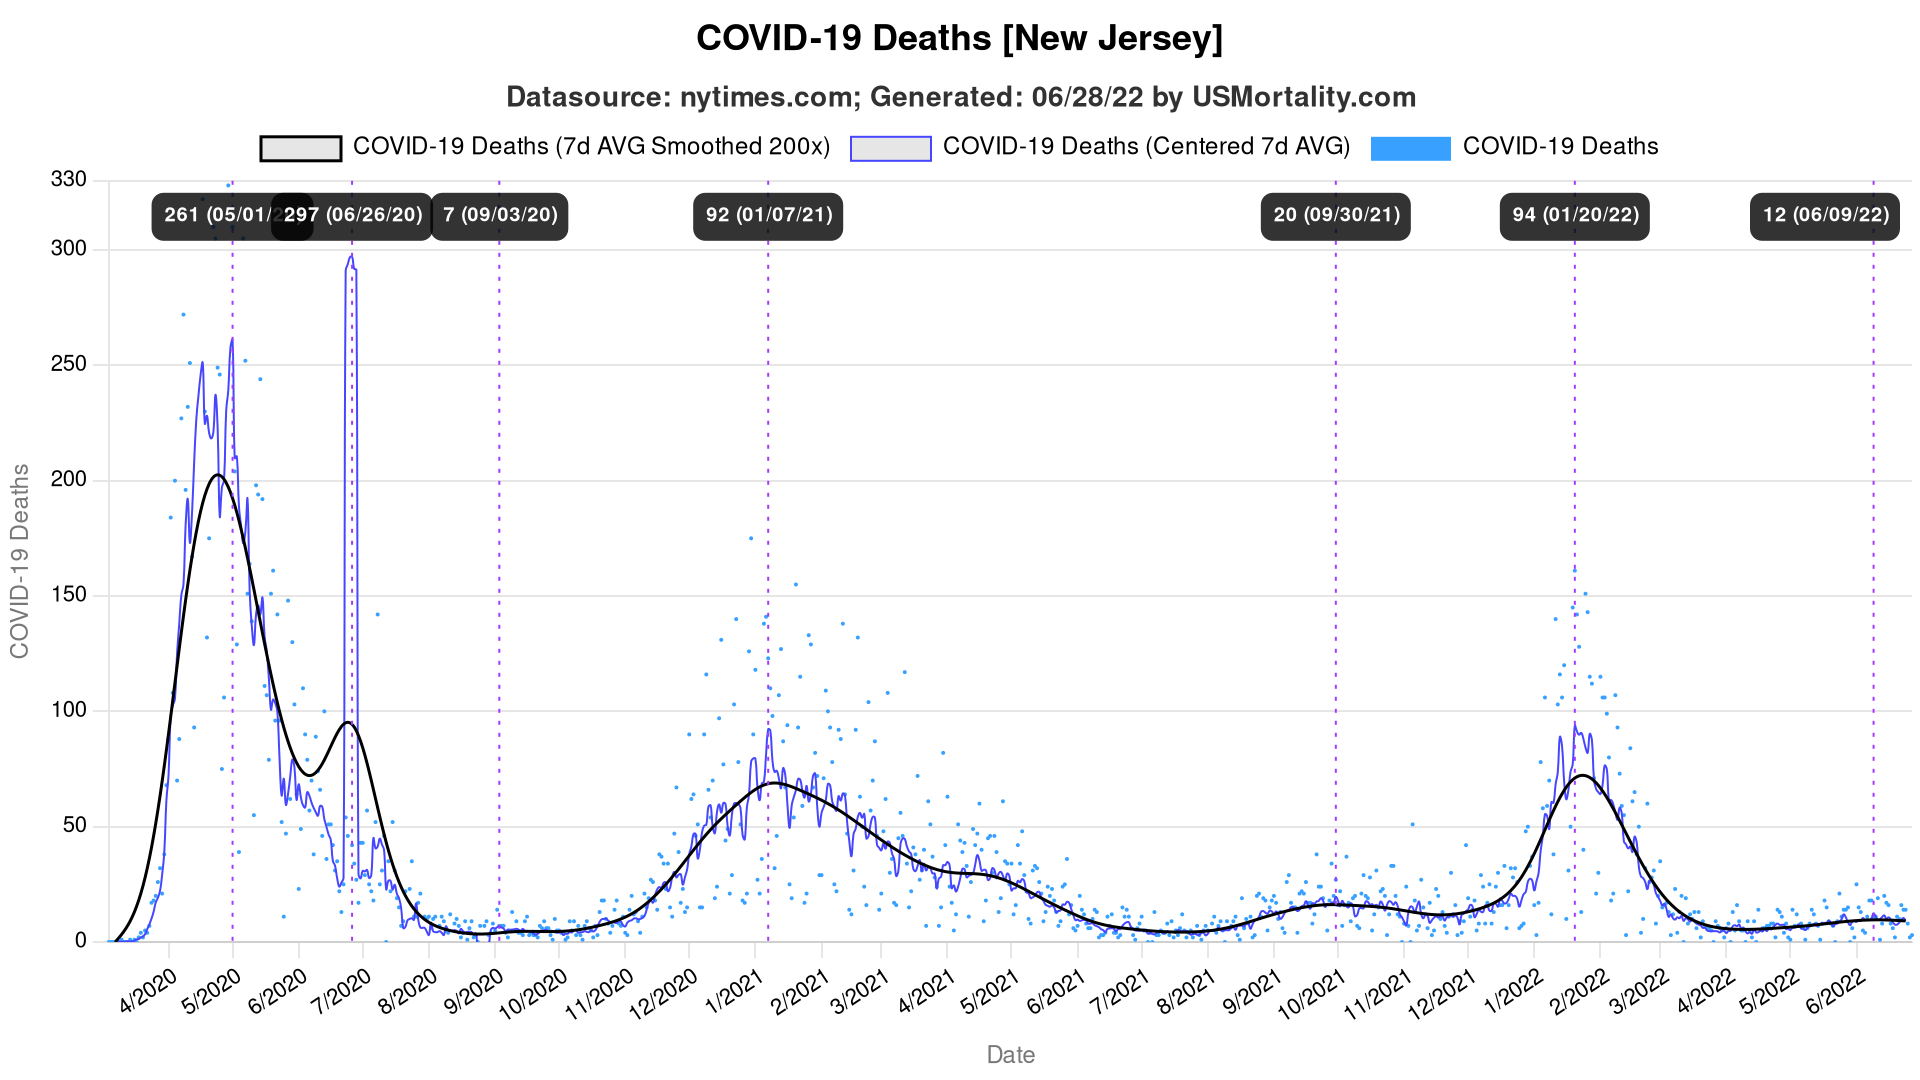 COVID-19 Deaths [New Jersey]
Datasource: nytimes.com; Generated: 06/28/22 by USMortality.com
COVID-19 Deaths (7d AVG Smoothed 200x) COVID-19 Deaths (Centered 7d AVG) COVID-19 Deaths
261 (05/01/ 297 (06/26/20) 7 (09/03/20) 92 (01/07/21) 20 (09/30/21) 94 (01/20/22) 12 (06/09/22)
330
300
250
200
150
100
50
0
COVID-19 Deaths
4/2020 5/2020 6/2020 7/2020 8/2020 9/2020 10/2020 11/2020 12/2020 1/2021 2/2021 3/2021 4/2021 5/2021 6/2021 7/2021 8/2021 9/2021 10/2021 11/2021 12/2021 1/2022 2/2022 3/2022 4/2022 5/2022 6/2022
Date